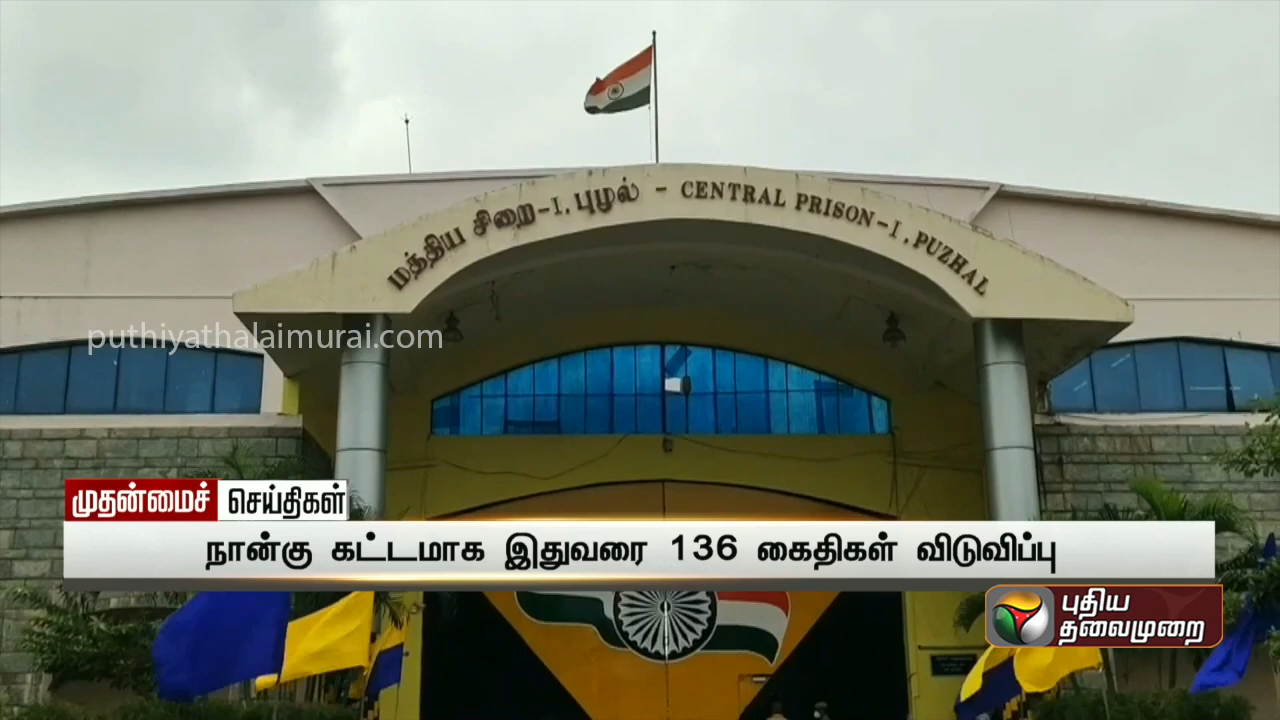 மத்திய சிறை-I, புழல் - CENTRAL PRISON-I, PUZHAL
puthiyathalaimurai.com
முதன்மைச் செய்திகள்
நான்கு கட்டமாக இதுவரை 136 கைதிகள் விடுவிப்பு
புதிய
தலைமுறை